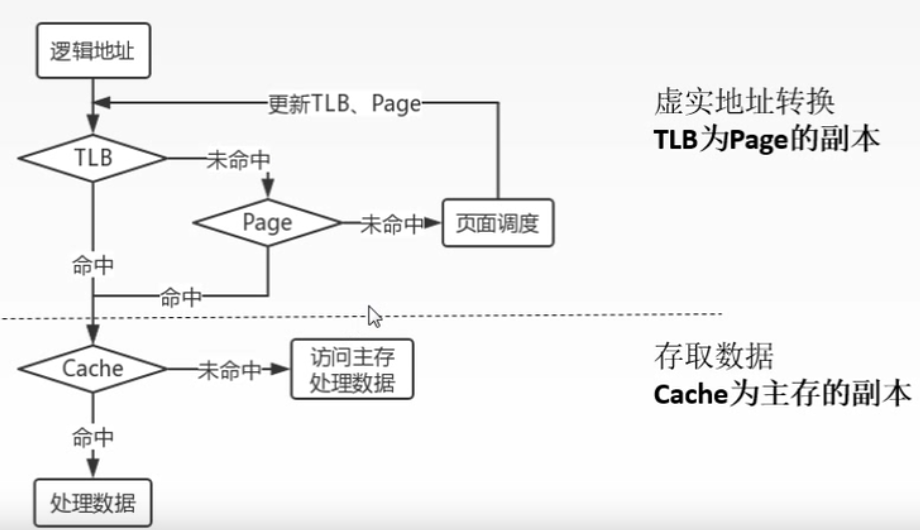 逻辑地址
更新TLB、Page
虚实地址转换
TLB为Page的副本
TLB
未命中
Page
未命中
页面调度
命中
命中
Cache
未命中
访问主存
处理数据
存取数据
Cache为主存的副本
命中
处理数据